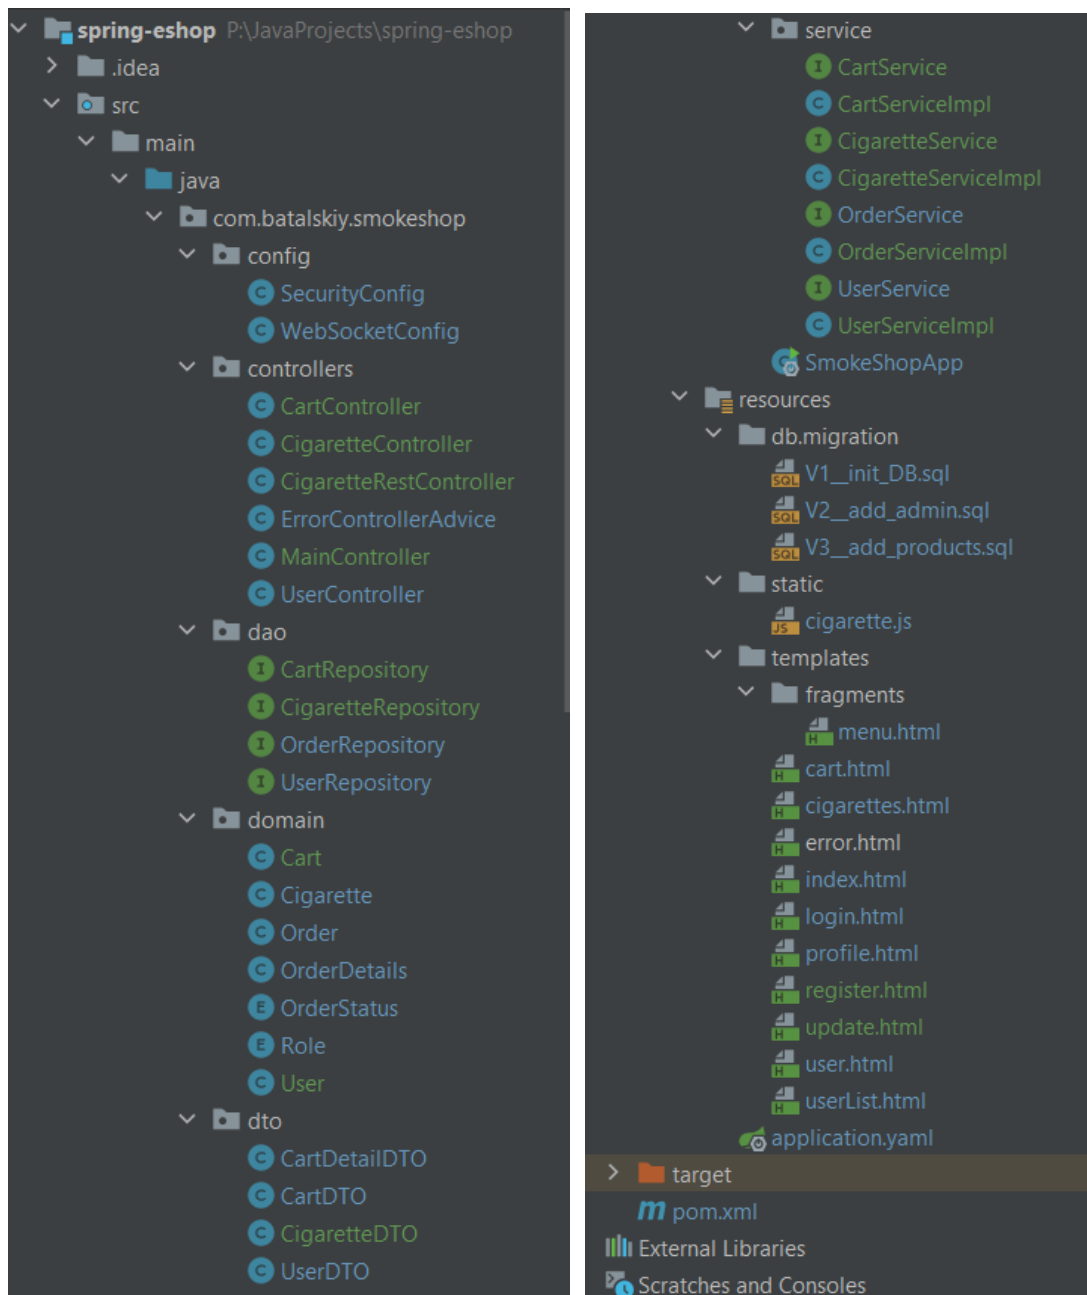 spring-eshop P:\JavaProjects\spring-eshop
.idea
src
main
java
com.batalskiy.smokeshop
config
SecurityConfig
WebSocketConfig
controllers
CartController
CigaretteController
CigaretteRestController
ErrorControllerAdvice
MainController
UserController
dao
CartRepository
CigaretteRepository
OrderRepository
UserRepository
domain
Cart
Cigarette
Order
OrderDetails
OrderStatus
Role
User
dto
CartDetailDTO
CartDTO
CigaretteDTO
UserDTO
service
CartService
CartServiceImpl
CigaretteService
CigaretteServiceImpl
OrderService
OrderServiceImpl
UserService
UserServiceImpl
SmokeShopApp
resources
db.migration
V1__init_DB.sql
V2__add_admin.sql
V3__add_products.sql
static
cigarette.js
templates
fragments
menu.html
cart.html
cigarettes.html
error.html
index.html
login.html
profile.html
register.html
update.html
user.html
userList.html
application.yaml
target
pom.xml
External Libraries
Scratches and Consoles